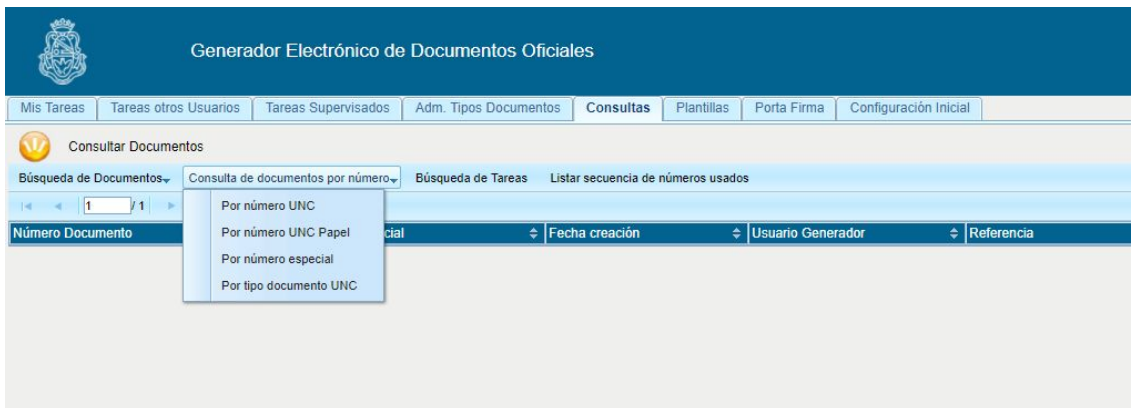 Generador Electrónico de Documentos Oficiales
Mis Tareas Tareas otros Usuarios Tareas Supervisados Adm. Tipos Documentos Consultas Plantillas Porta Firma Configuración Inicial
Consultar Documentos
Búsqueda de Documentos Consulta de documentos por número Búsqueda de Tareas Listar secuencia de números usados
1 / 1
Por número UNC
Número Documento cial Fecha creación Usuario Generador Referencia
Por número UNC Papel
Por número especial
Por tipo documento UNC